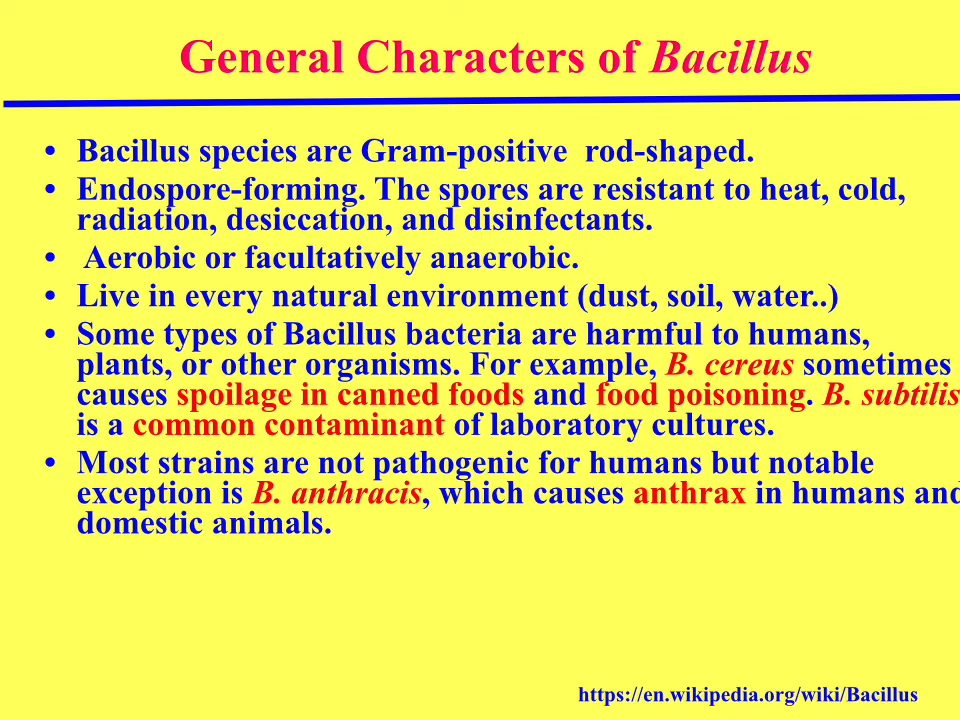 General Characters of Bacillus
• Bacillus species are Gram-positive rod-shaped.
• Endospore-forming. The spores are resistant to heat, cold,
radiation, desiccation, and disinfectants.
• Aerobic or facultatively anaerobic.
• Live in every natural environment (dust, soil, water..)
• Some types of Bacillus bacteria are harmful to humans,
plants, or other organisms. For example, B. cereus sometimes
causes spoilage in canned foods and food poisoning. B. subtilis
is a common contaminant of laboratory cultures.
• Most strains are not pathogenic for humans but notable
exception is B. anthracis, which causes anthrax in humans and
domestic animals.
https://en.wikipedia.org/wiki/Bacillus